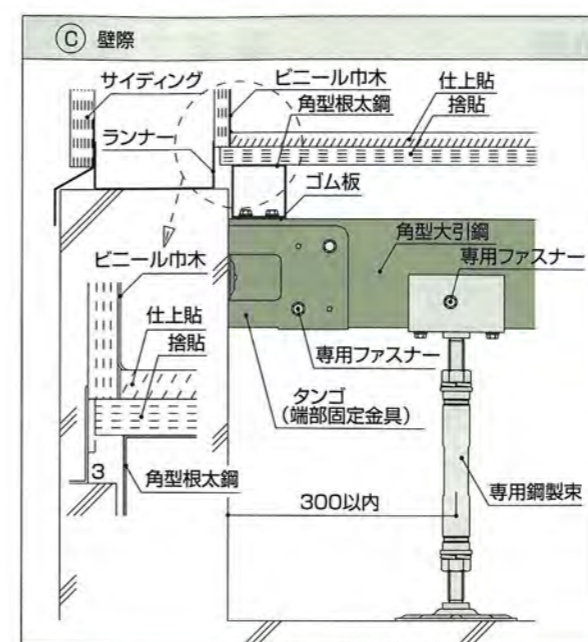 Ⓒ 壁際
サイディング
ビニール巾木
仕上貼
角型根太鋼
捨貼
ランナー
ゴム板
角型大引鋼
専用ファスナー
ビニール巾木
仕上貼
捨貼
専用ファスナー
タンゴ
(端部固定金具)
3
角型根太鋼
専用鋼製束
300以内